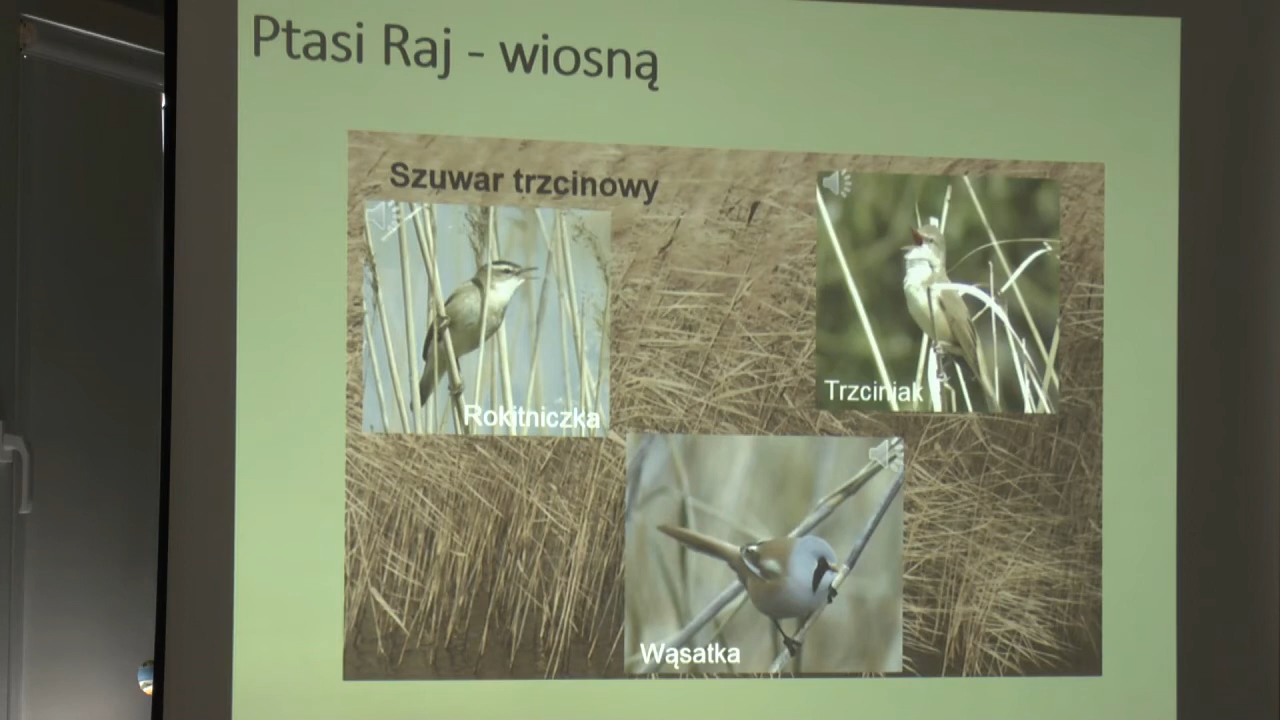 Ptasi Raj - wiosną
Szuwar trzcinowy
Rokitniczka
Trzciniak
Wąsatka